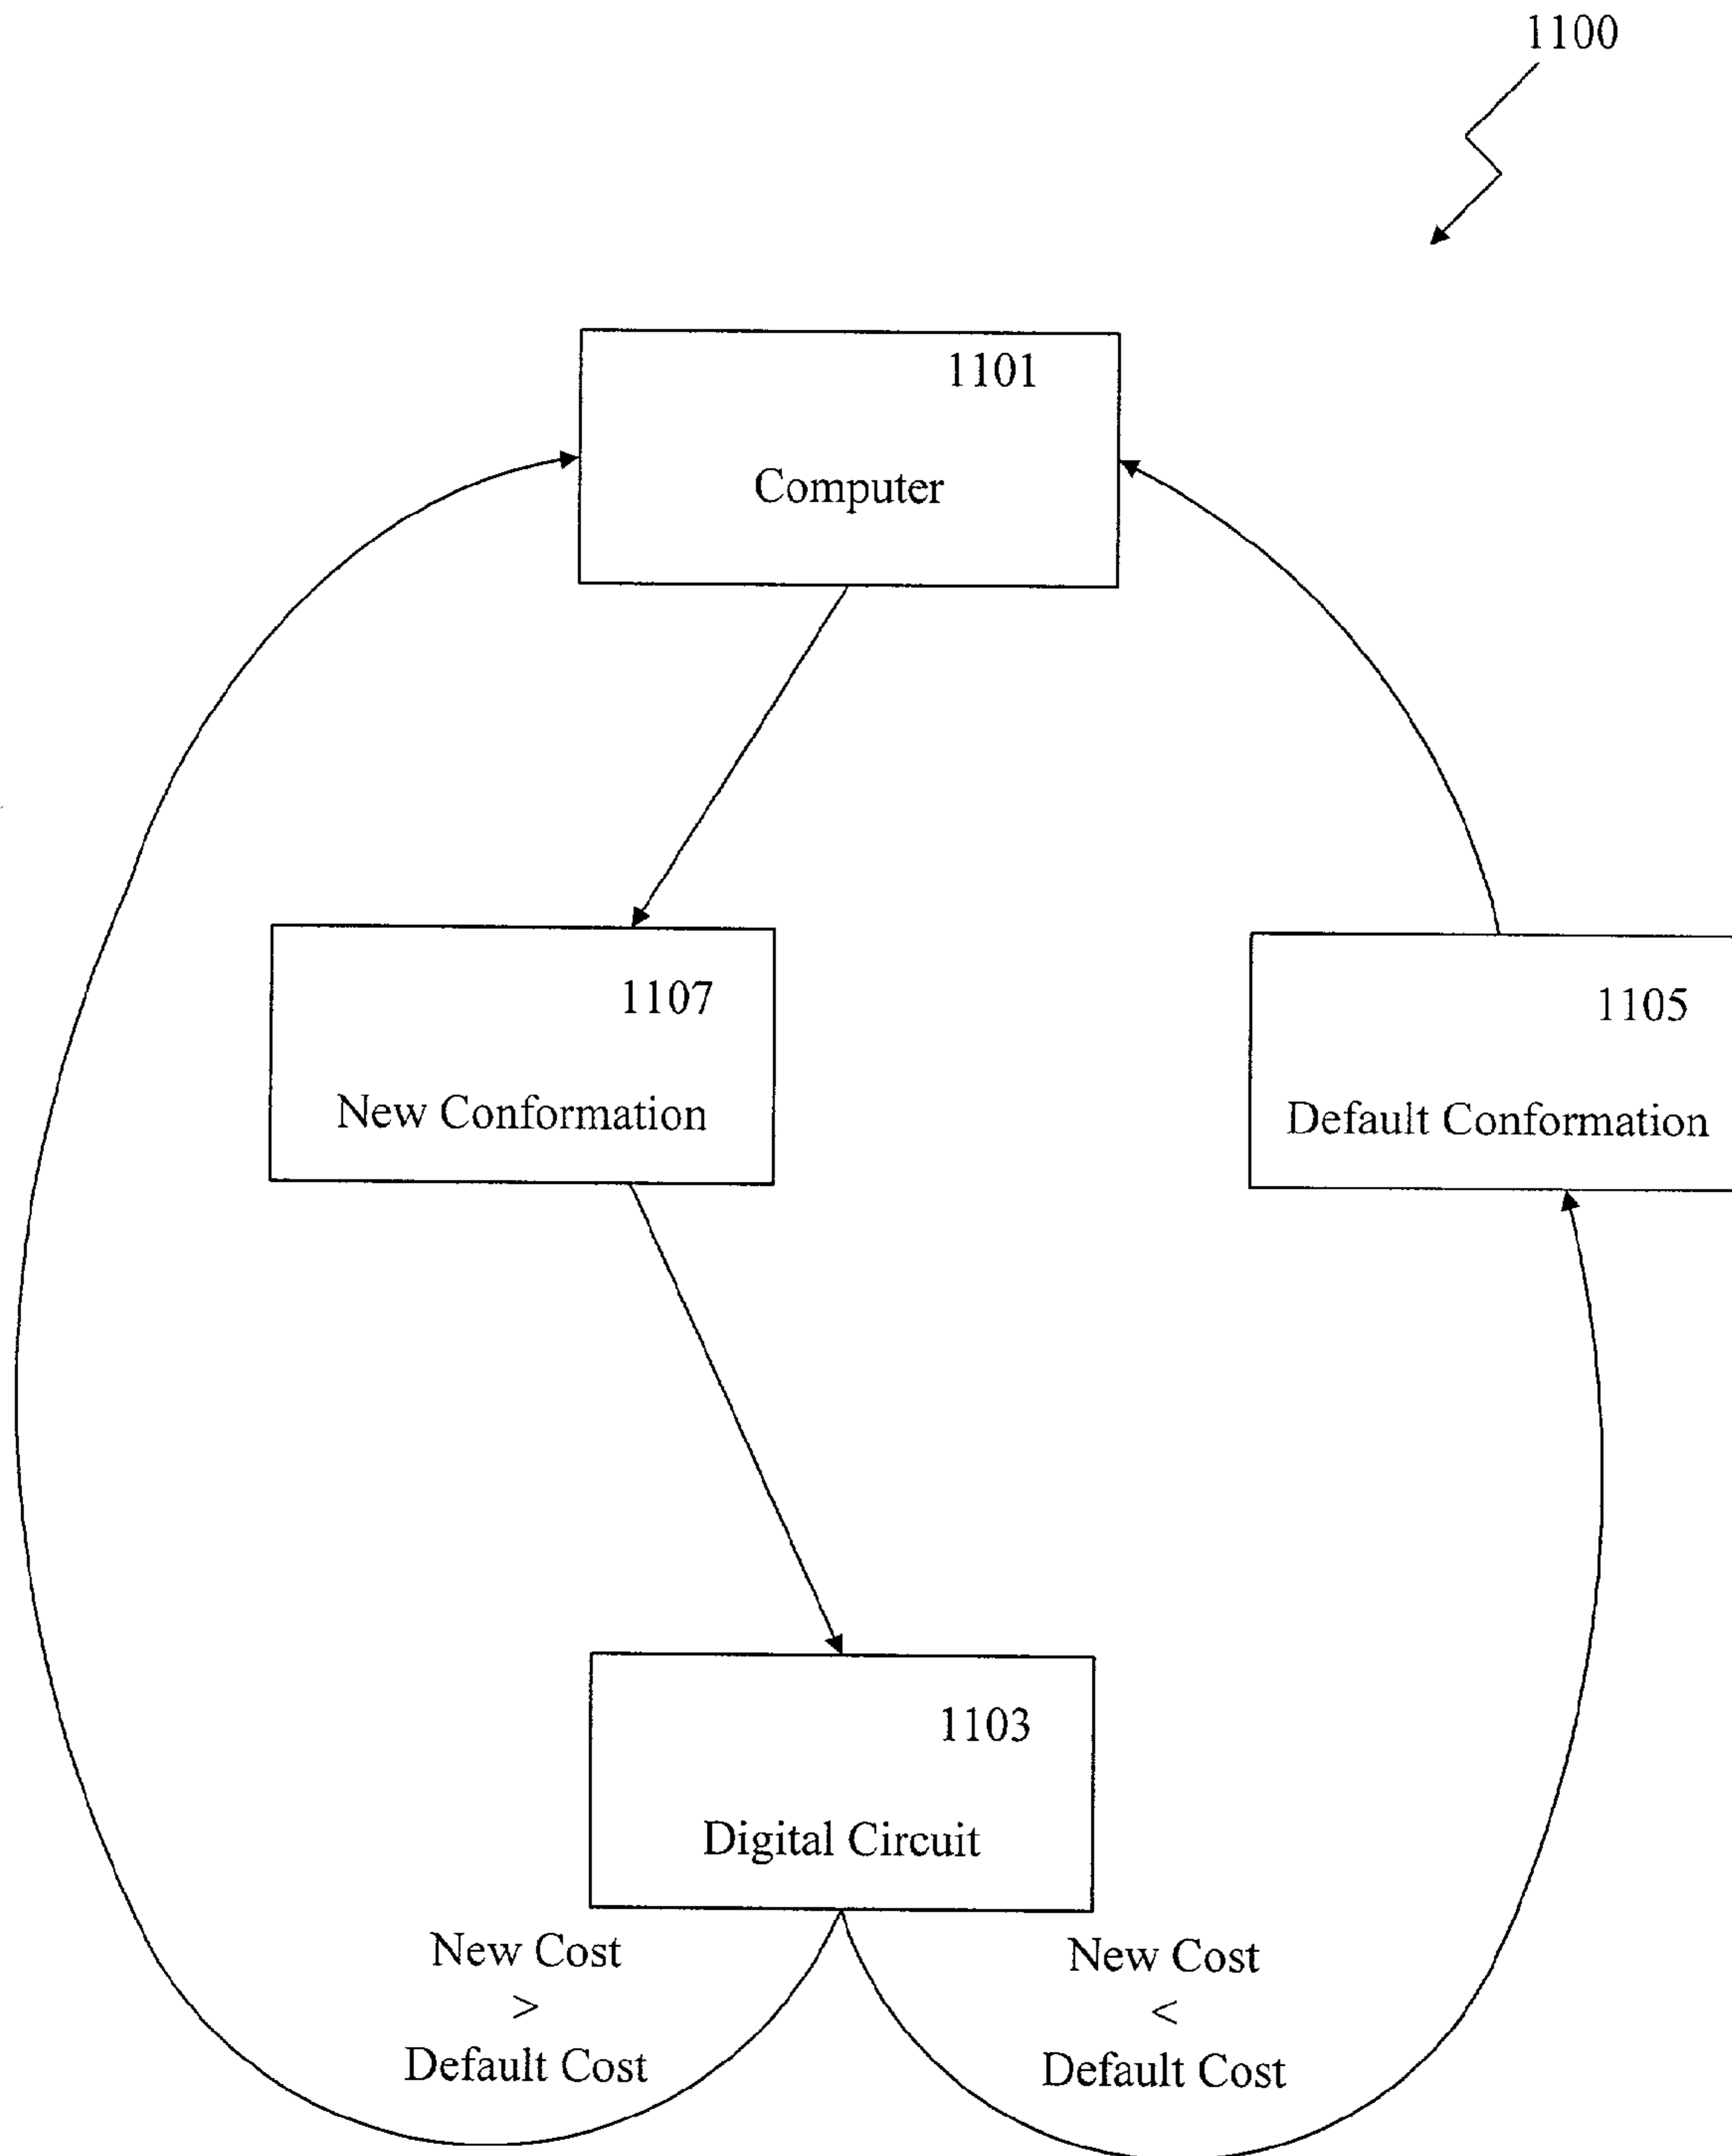 1100
1101
Computer
1107
New Conformation
1105
Default Conformation
1103
Digital Circuit
New Cost
>
Default Cost
New Cost
<
Default Cost